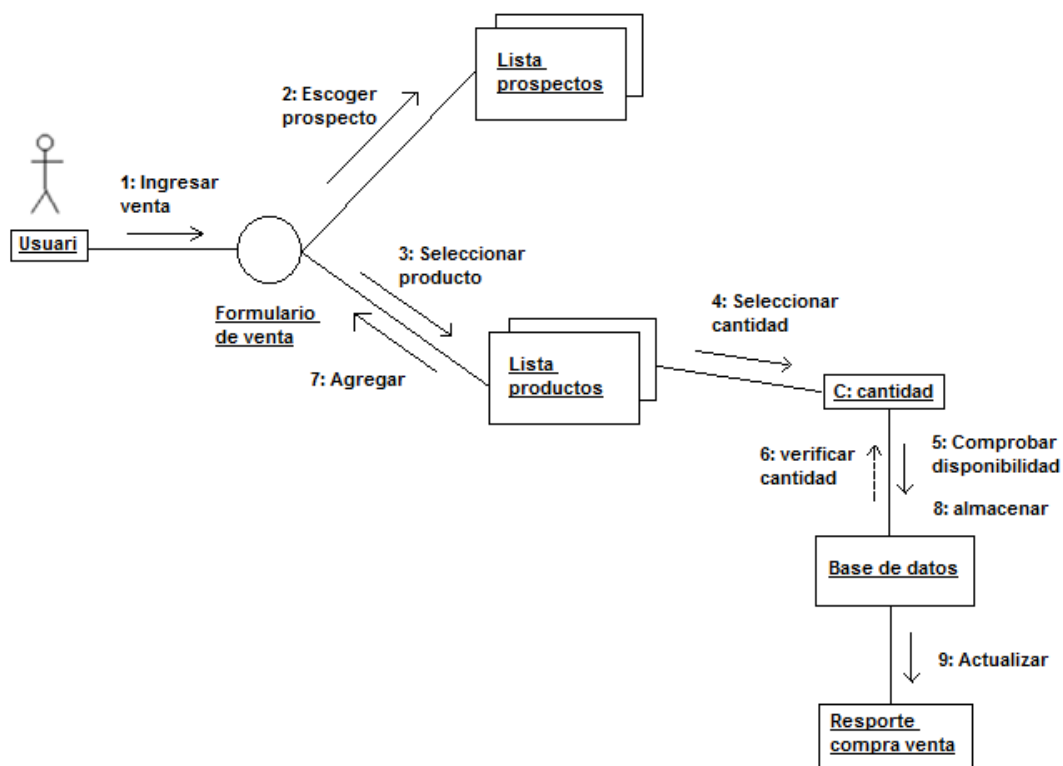 Lista
prospectos
2: Escoger
prospecto
1: Ingresar
venta
Usuari
3: Seleccionar
producto
Formulario
de venta
4: Seleccionar
cantidad
7: Agregar
Lista
productos
C: cantidad
6: verificar
cantidad
5: Comprobar
disponibilidad
8: almacenar
Base de datos
9: Actualizar
Resporte
compra venta